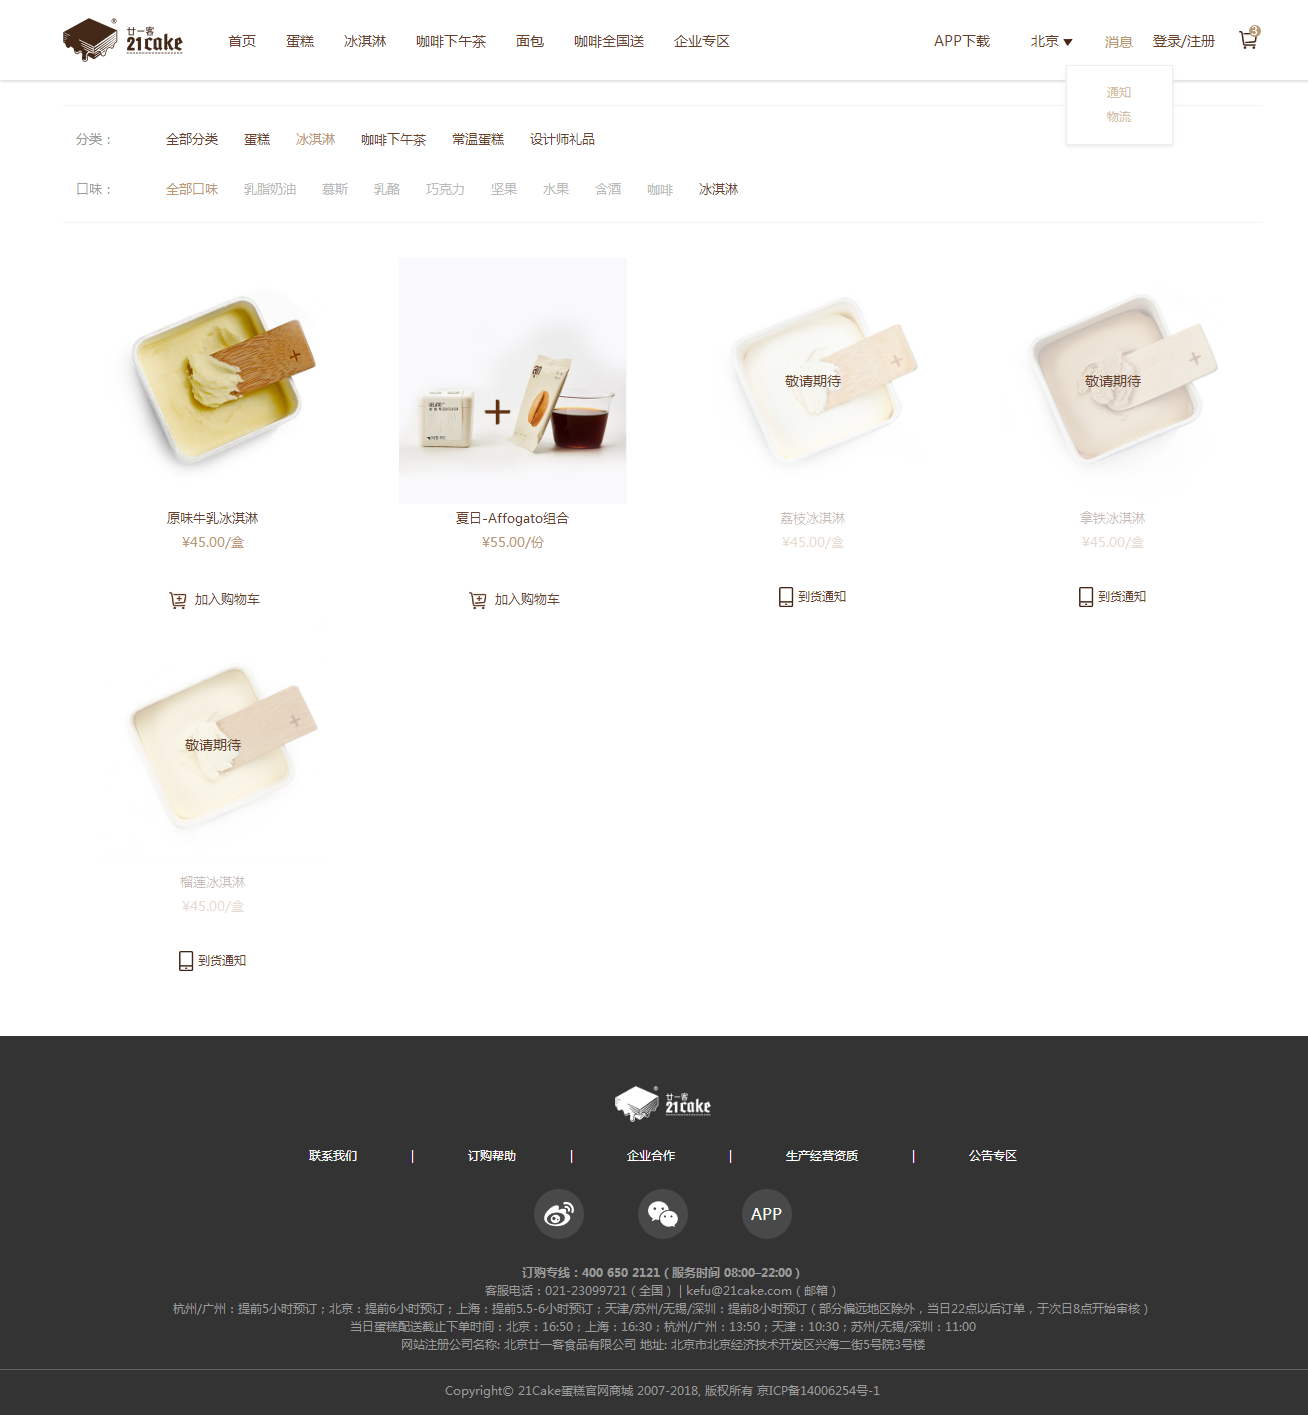 廿一客
21cake
首页 蛋糕 冰淇淋 咖啡下午茶 面包 咖啡全国送 企业专区 APP下载 北京 消息 登录/注册 3
通知
物流
分类： 全部分类 蛋糕 冰淇淋 咖啡下午茶 常温蛋糕 设计师礼品
口味： 全部口味 乳脂奶油 慕斯 乳酪 巧克力 坚果 水果 含酒 咖啡 冰淇淋
敬请期待 敬请期待
原味牛乳冰淇淋 夏日-Affogato组合 荔枝冰淇淋 拿铁冰淇淋
¥45.00/盒 ¥55.00/份 ¥45.00/盒 ¥45.00/盒
加入购物车 加入购物车 到货通知 到货通知
敬请期待
榴莲冰淇淋
¥45.00/盒
到货通知
廿一客
21cake
联系我们 | 订购帮助 | 企业合作 | 生产经营资质 | 公告专区
APP
订购专线：400 650 2121（服务时间 08:00–22:00）
客服电话：021-23099721（全国） | kefu@21cake.com（邮箱）
杭州/广州：提前5小时预订；北京：提前6小时预订；上海：提前5.5-6小时预订；天津/苏州/无锡/深圳：提前8小时预订（部分偏远地区除外，当日22点以后订单，于次日8点开始审核）
当日蛋糕配送截止下单时间：北京：16:50；上海：16:30；杭州/广州：13:50；天津：10:30；苏州/无锡/深圳：11:00
网站注册公司名称: 北京廿一客食品有限公司 地址: 北京市北京经济技术开发区兴海二街5号院3号楼
Copyright© 21Cake蛋糕官网商城 2007-2018, 版权所有 京ICP备14006254号-1